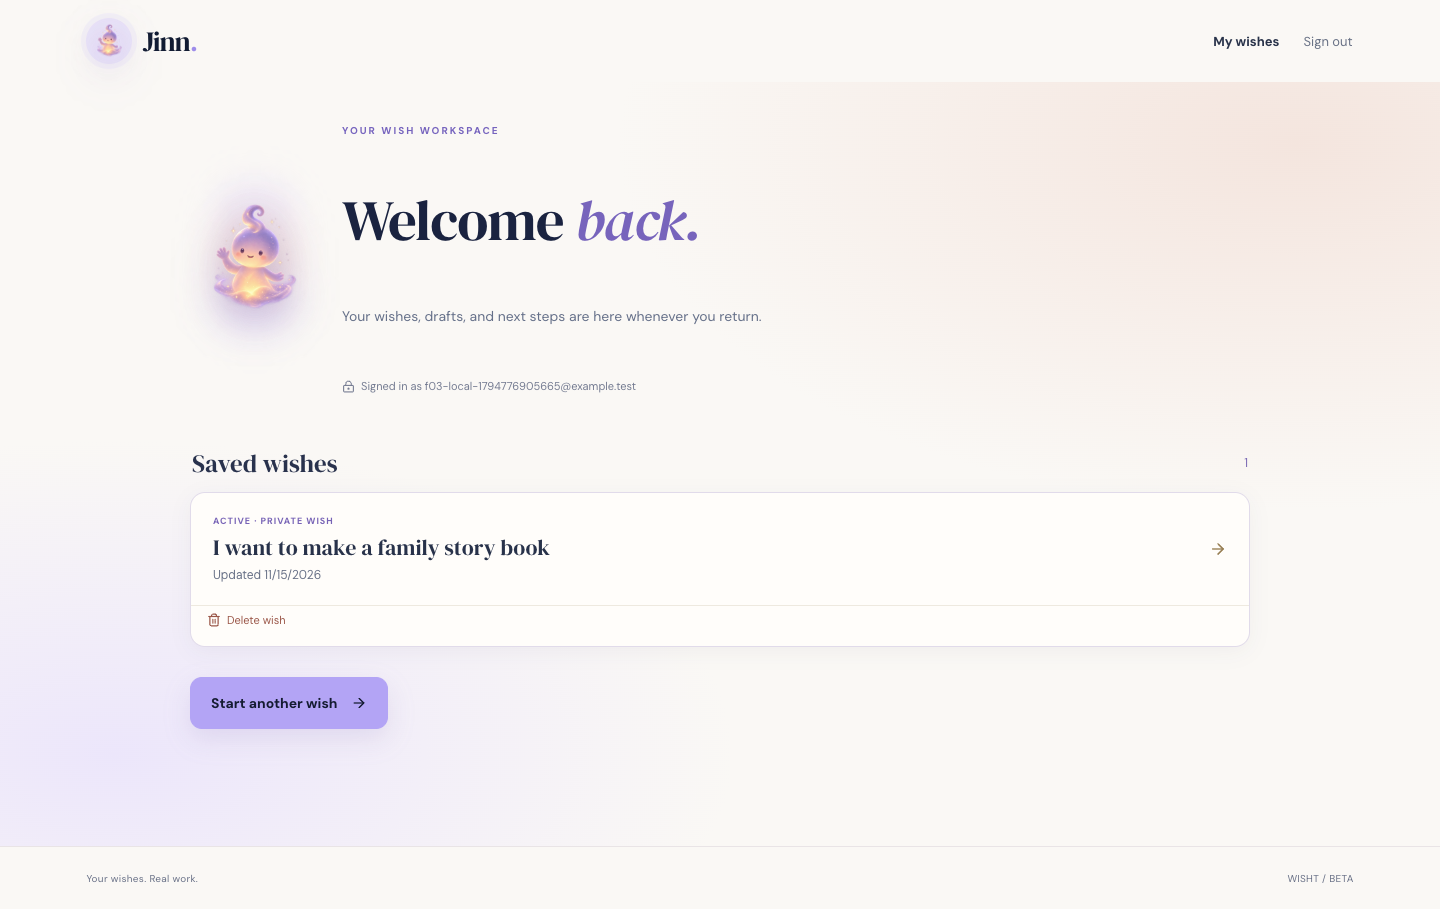 Jinn.
My wishes
Sign out
YOUR WISH WORKSPACE
Welcome back.
Your wishes, drafts, and next steps are here whenever you return.
Signed in as f03-local-1794776905665@example.test
Saved wishes
1
ACTIVE · PRIVATE WISH
I want to make a family story book
Updated 11/15/2026
Delete wish
Start another wish
Your wishes. Real work.
WISHT / BETA